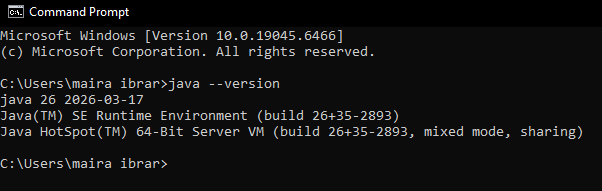 Command Prompt
Microsoft Windows [Version 10.0.19045.6466]
(c) Microsoft Corporation. All rights reserved.
C:\Users\maira ibrar>java --version
java 26 2026-03-17
Java(TM) SE Runtime Environment (build 26+35-2893)
Java HotSpot(TM) 64-Bit Server VM (build 26+35-2893, mixed mode, sharing)
C:\Users\maira ibrar>